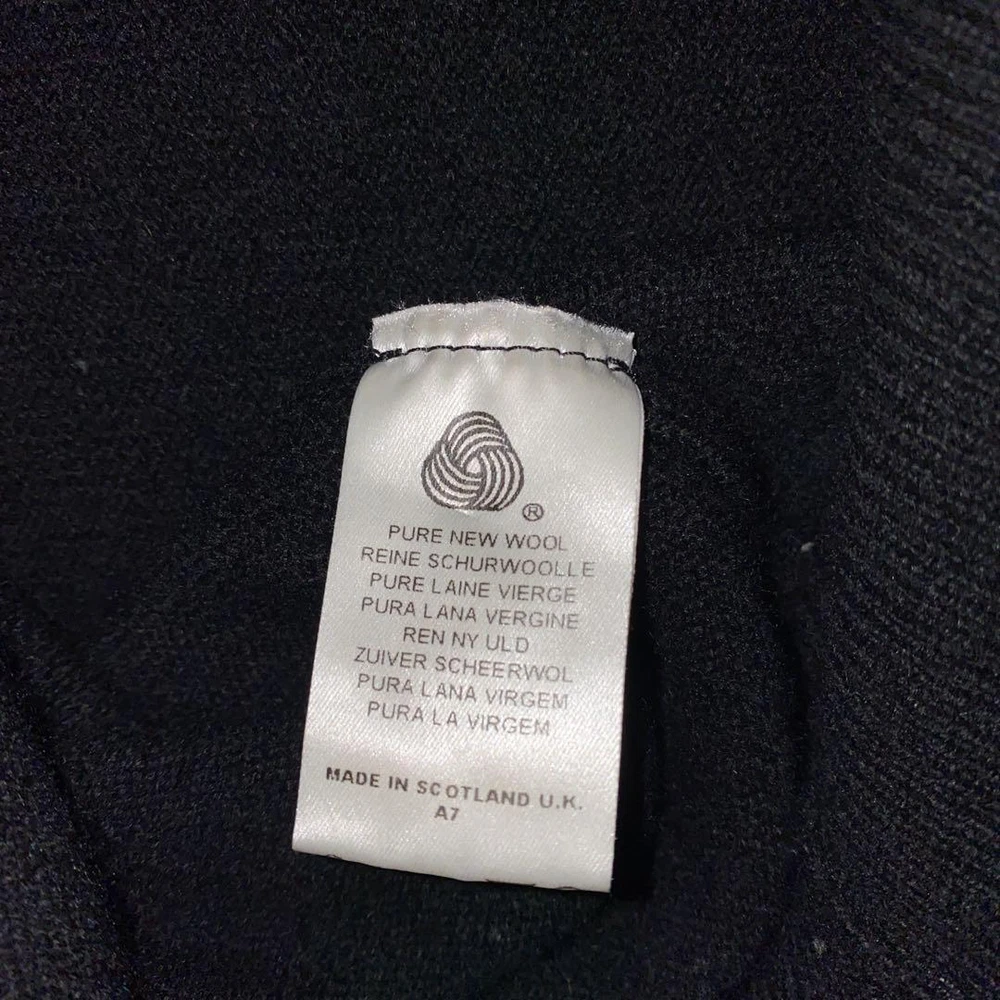 ®
PURE NEW WOOL
REINE SCHURWOOLLE
PURE LAINE VIERGE
PURA LANA VERGINE
REN NY ULD
ZUIVER SCHEERWOL
PURA LANA VIRGEM
PURA LA VIRGEM
MADE IN SCOTLAND U.K.
A7